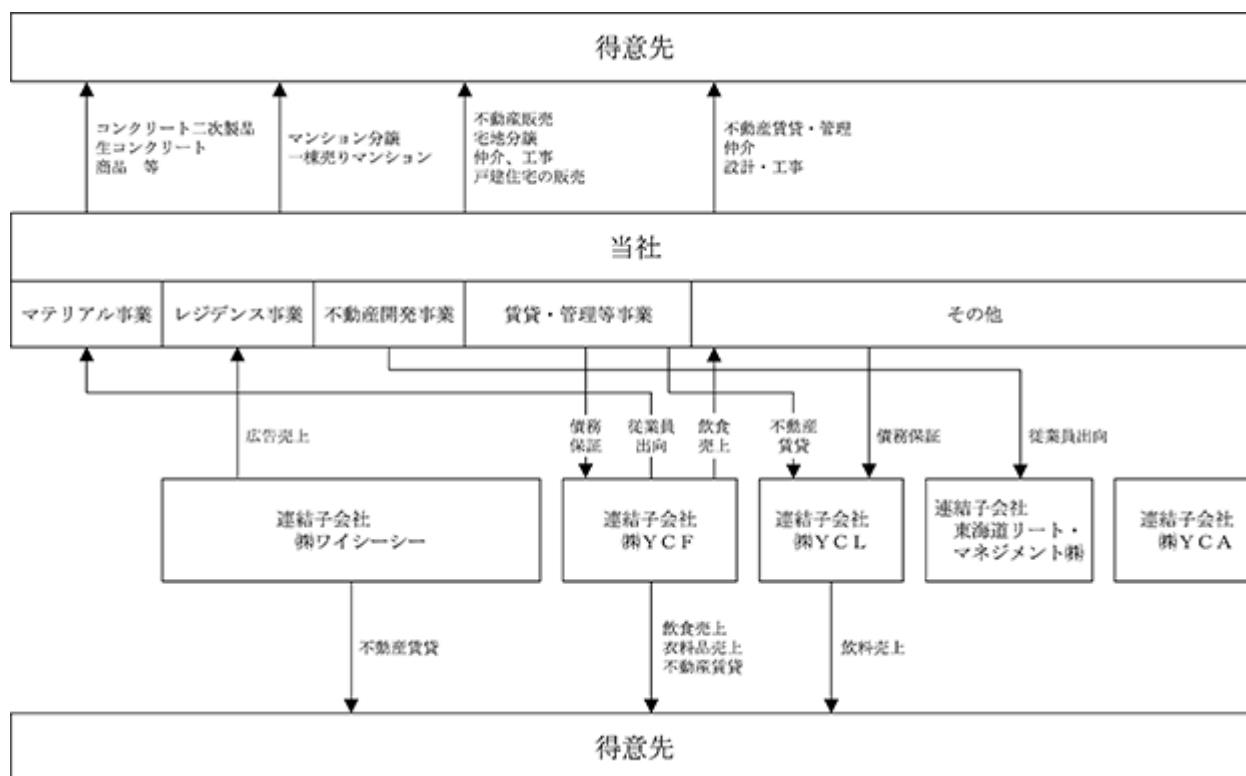 得意先
コンクリート二次製品
生コンクリート
商品 等
マンション分譲
一棟売りマンション
不動産販売
宅地分譲
仲介、工事
戸建住宅の販売
不動産賃貸・管理
仲介
設計・工事
当社
マテリアル事業
レジデンス事業
不動産開発事業
賃貸・管理等事業
その他
広告売上
債務
保証
従業員
出向
飲食
売上
不動産
賃貸
債務保証
従業員出向
連結子会社
㈱ワイシーシー
連結子会社
㈱YCF
連結子会社
㈱YCL
連結子会社
東海道リート・
マネジメント㈱
連結子会社
㈱YCA
不動産賃貸
飲食売上
衣料品売上
不動産賃貸
飲料売上
得意先